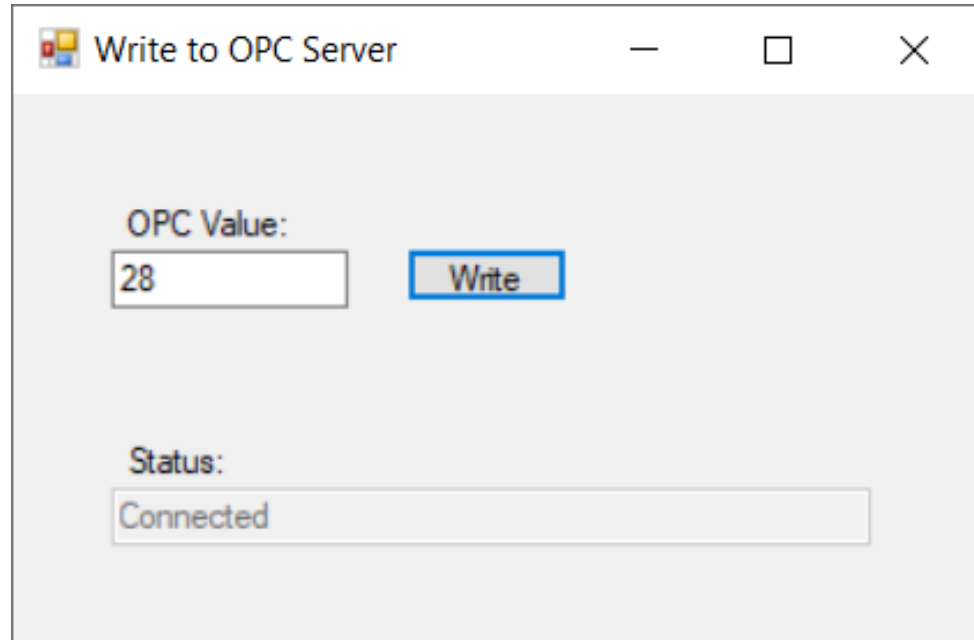 Write to OPC Server
OPC Value:
28
Write
Status:
Connected